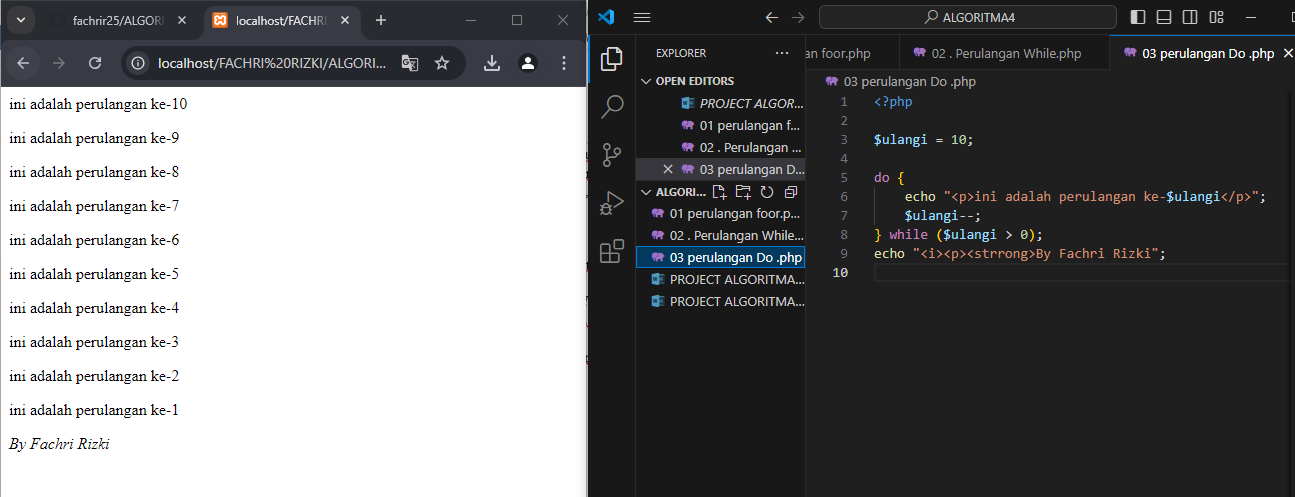 fachrir25/ALGOR
localhost/FACHRI
localhost/FACHRI%20RIZKI/ALGORI...
ini adalah perulangan ke-10
ini adalah perulangan ke-9
ini adalah perulangan ke-8
ini adalah perulangan ke-7
ini adalah perulangan ke-6
ini adalah perulangan ke-5
ini adalah perulangan ke-4
ini adalah perulangan ke-3
ini adalah perulangan ke-2
ini adalah perulangan ke-1
By Fachri Rizki
ALGORITMA4
EXPLORER
OPEN EDITORS
PROJECT ALGOR...
01 perulangan f...
02 . Perulangan ...
03 perulangan D...
ALGORI...
01 perulangan foor.p...
02 . Perulangan While...
03 perulangan Do .php
PROJECT ALGORITMA...
PROJECT ALGORITMA...
an foor.php
02 . Perulangan While.php
03 perulangan Do .php
03 perulangan Do .php
1 <?php
2
3 $ulangi = 10;
4
5 do {
6 echo "<p>ini adalah perulangan ke-$ulangi</p>";
7 $ulangi--;
8 } while ($ulangi > 0);
9 echo "<i><p><strrong>By Fachri Rizki";
10